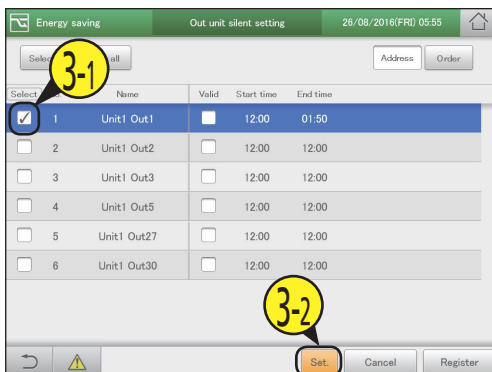 Energy saving Out unit silent setting 26/08/2016(FRI) 05:55
Sele all Address Order
3-1
Select Name Valid Start time End time
1 Unit1 Out1 12:00 01:50
2 Unit1 Out2 12:00 12:00
3 Unit1 Out3 12:00 12:00
4 Unit1 Out5 12:00 12:00
5 Unit1 Out27 12:00 12:00
6 Unit1 Out30 12:00 12:00
3-2
Set. Cancel Register